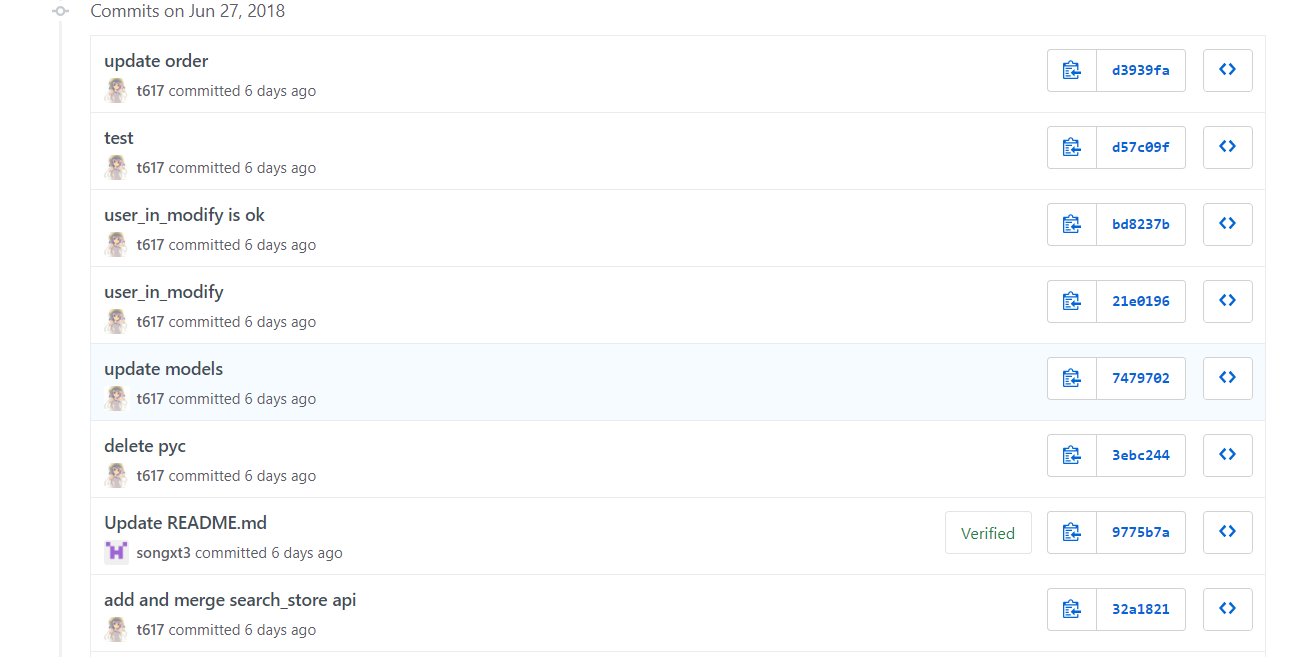 Commits on Jun 27, 2018
update order
t617 committed 6 days ago
d3939fa
test
t617 committed 6 days ago
d57c09f
user_in_modify is ok
t617 committed 6 days ago
bd8237b
user_in_modify
t617 committed 6 days ago
21e0196
update models
t617 committed 6 days ago
7479702
delete pyc
t617 committed 6 days ago
3ebc244
Update README.md
songxt3 committed 6 days ago
Verified
9775b7a
add and merge search_store api
t617 committed 6 days ago
32a1821